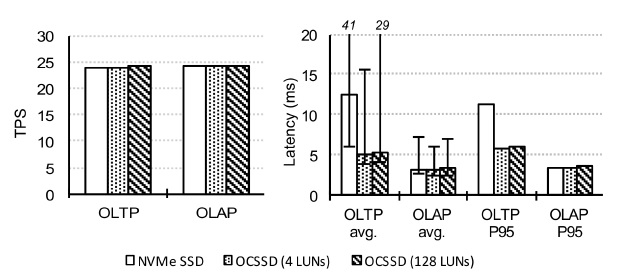 30
25
20
15
10
5
0
TPS
OLTP OLAP
41 29
20
15
10
5
0
Latency (ms)
OLTP OLAP OLTP OLAP
avg. avg. P95 P95
NVMe SSD OCSSD (4 LUNs) OCSSD (128 LUNs)